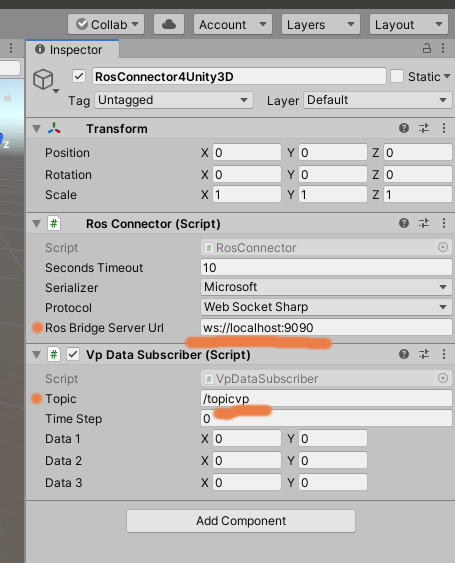 Collab Account Layers Layout
Inspector
RosConnector4Unity3D Static
Tag Untagged Layer Default
Transform
Position X 0 Y 0 Z 0
Rotation X 0 Y 0 Z 0
Scale X 1 Y 1 Z 1
# Ros Connector (Script)
Script # RosConnector
Seconds Timeout 10
Serializer Microsoft
Protocol Web Socket Sharp
Ros Bridge Server Url ws://localhost:9090
# Vp Data Subscriber (Script)
Script # VpDataSubscriber
Topic /topicvp
Time Step 0
Data 1 X 0 Y 0
Data 2 X 0 Y 0
Data 3 X 0 Y 0
Add Component
z